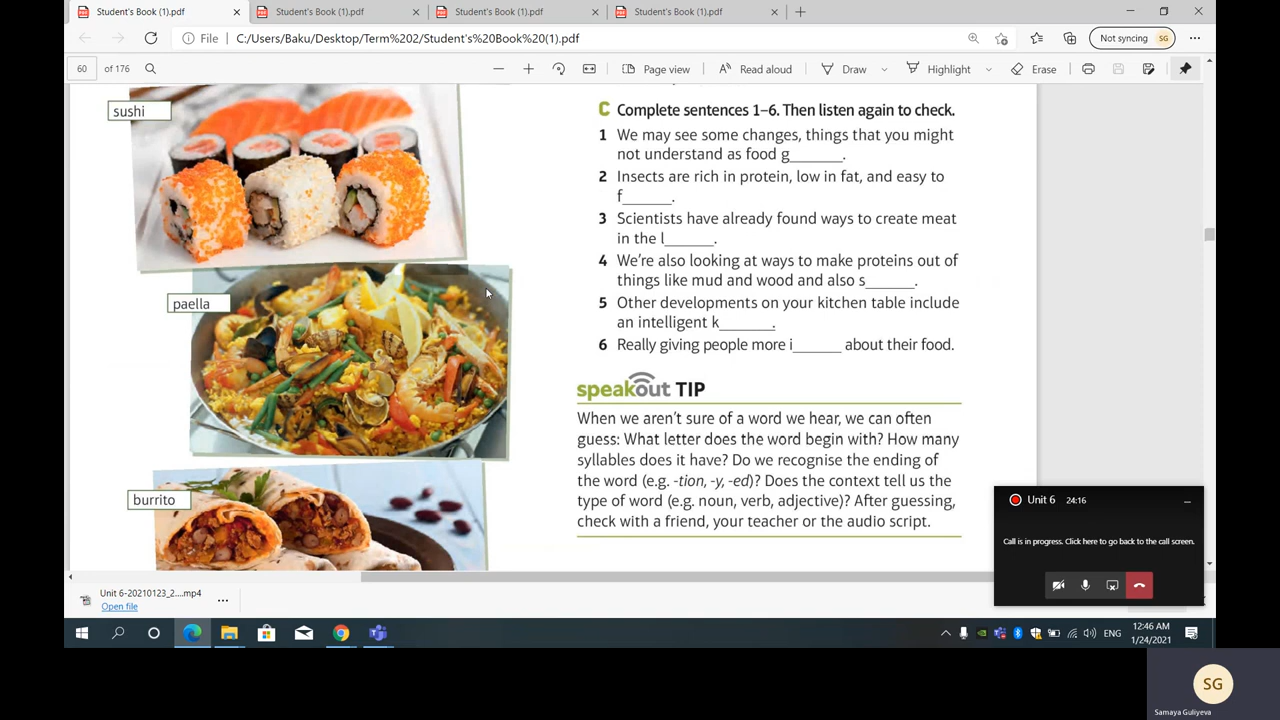 Student's Book (1).pdf
Student's Book (1).pdf
Student's Book (1).pdf
Student's Book (1).pdf
File C:/Users/Baku/Desktop/Term%202/Student's%20Book%20(1).pdf
Not syncing SG
60 of 176
Page view
Read aloud
Draw
Highlight
Erase
sushi
paella
burrito
C Complete sentences 1–6. Then listen again to check.
1 We may see some changes, things that you might
not understand as food g_______.
2 Insects are rich in protein, low in fat, and easy to
f_______.
3 Scientists have already found ways to create meat
in the l_______.
4 We're also looking at ways to make proteins out of
things like mud and wood and also s_______.
5 Other developments on your kitchen table include
an intelligent k_______.
6 Really giving people more i_______ about their food.
speakout TIP
When we aren't sure of a word we hear, we can often
guess: What letter does the word begin with? How many
syllables does it have? Do we recognise the ending of
the word (e.g. -tion, -y, -ed)? Does the context tell us the
type of word (e.g. noun, verb, adjective)? After guessing,
check with a friend, your teacher or the audio script.
Unit 6 24:16
Call is in progress. Click here to go back to the call screen.
Unit 6-20210123_2....mp4
Open file
ENG
12:46 AM
1/24/2021
SG
Samaya Guliyeva